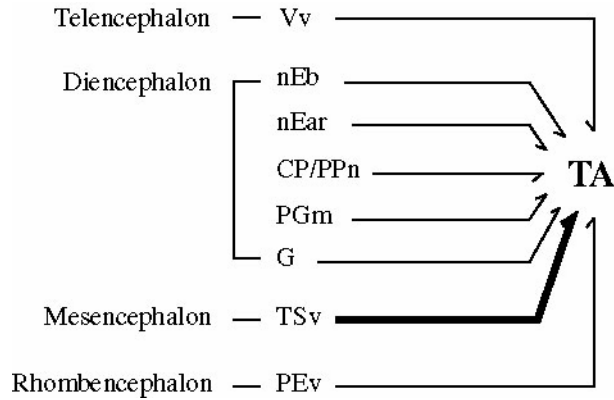 Telencephalon — Vv
Diencephalon nEb
nEar
CP/PPn
TA
PGm
G
Mesencephalon — TSv
Rhombencephalon — PEv